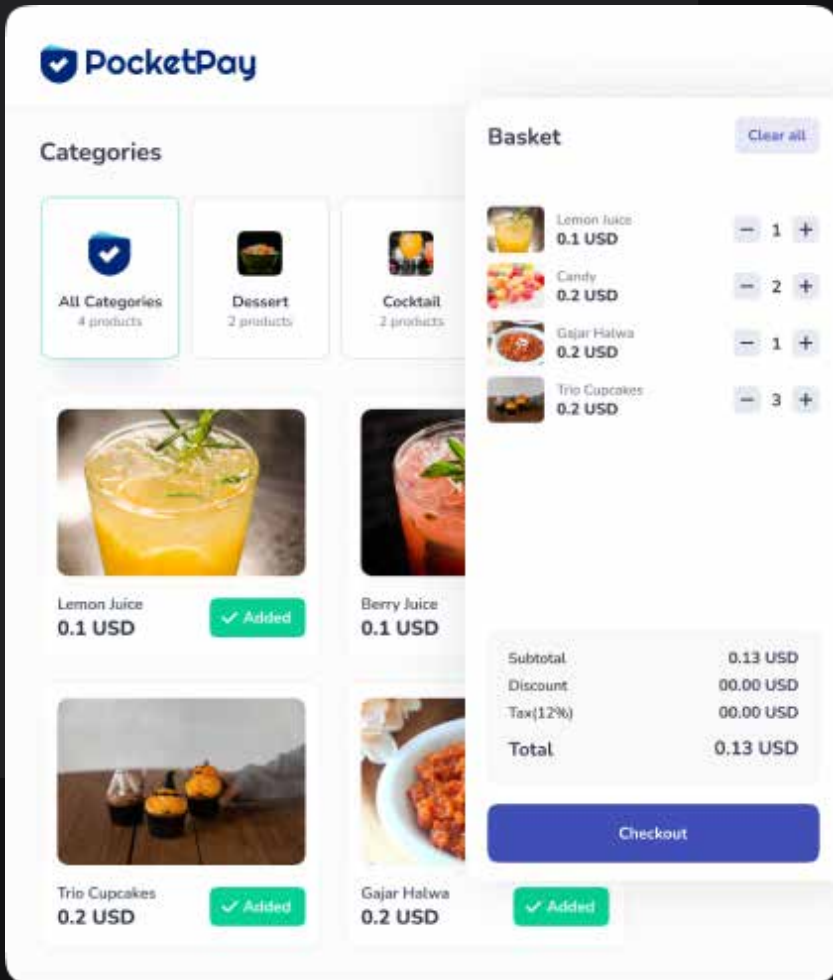 PocketPay
Categories
All Categories
4 products
Dessert
2 products
Cocktail
2 products
Lemon Juice
0.1 USD
Added
Berry Juice
0.1 USD
Trio Cupcakes
0.2 USD
Added
Gajar Halwa
0.2 USD
Added
Basket
Clear all
Lemon Juice
0.1 USD
1
Candy
0.2 USD
2
Gajar Halwa
0.2 USD
1
Trio Cupcakes
0.2 USD
3
Subtotal 0.13 USD
Discount 00.00 USD
Tax(12%) 00.00 USD
Total 0.13 USD
Checkout